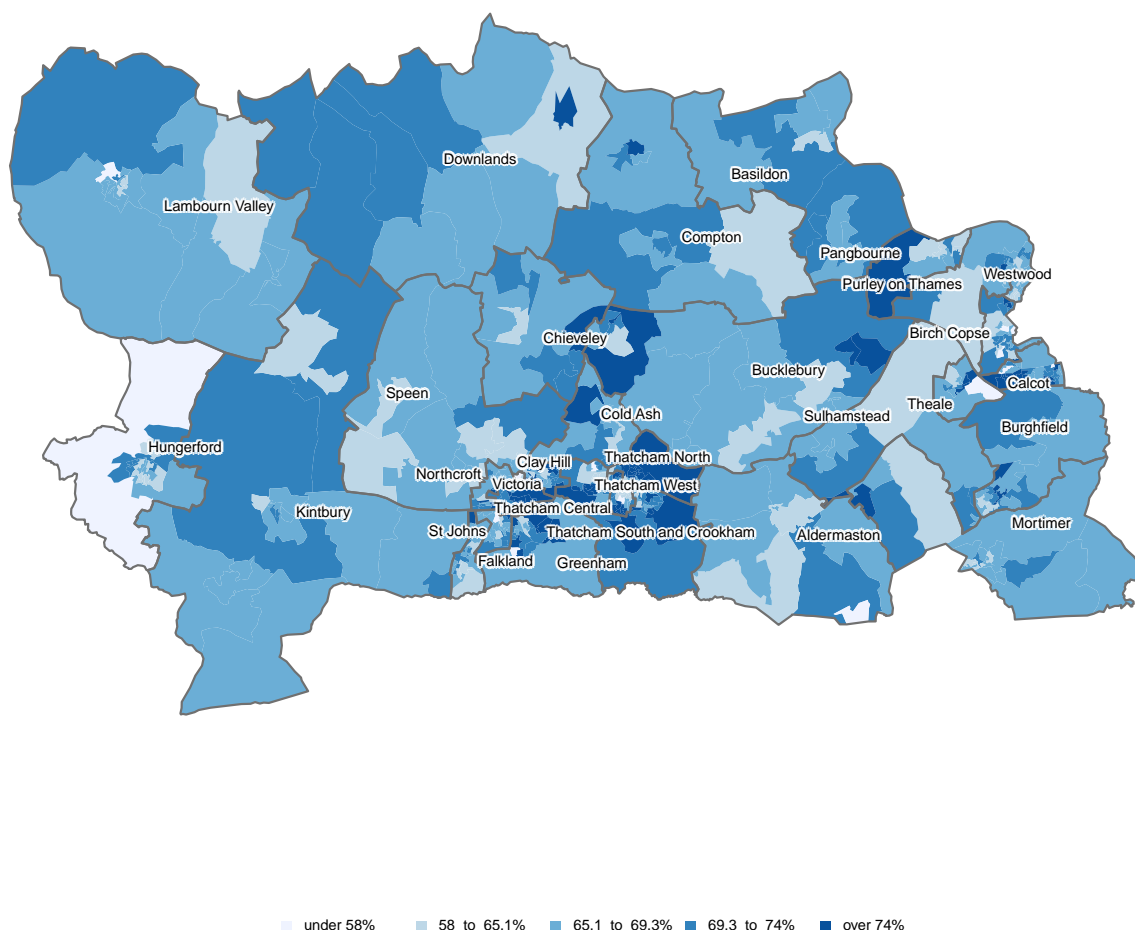 Downlands
Basildon
Lambourn Valley
Compton
Pangbourne
Westwood
Purley on Thames
Birch Copse
Chieveley
Bucklebury
Calcot
Speen
Theale
Cold Ash
Sulhamstead
Burghfield
Hungerford
Thatcham North
Clay Hill
Northcroft
Victoria
Thatcham West
Thatcham Central
Kintbury
Mortimer
St Johns
Thatcham South and Crookham
Aldermaston
Falkland
Greenham
under 58% 58 to 65.1% 65.1 to 69.3% 69.3 to 74% over 74%